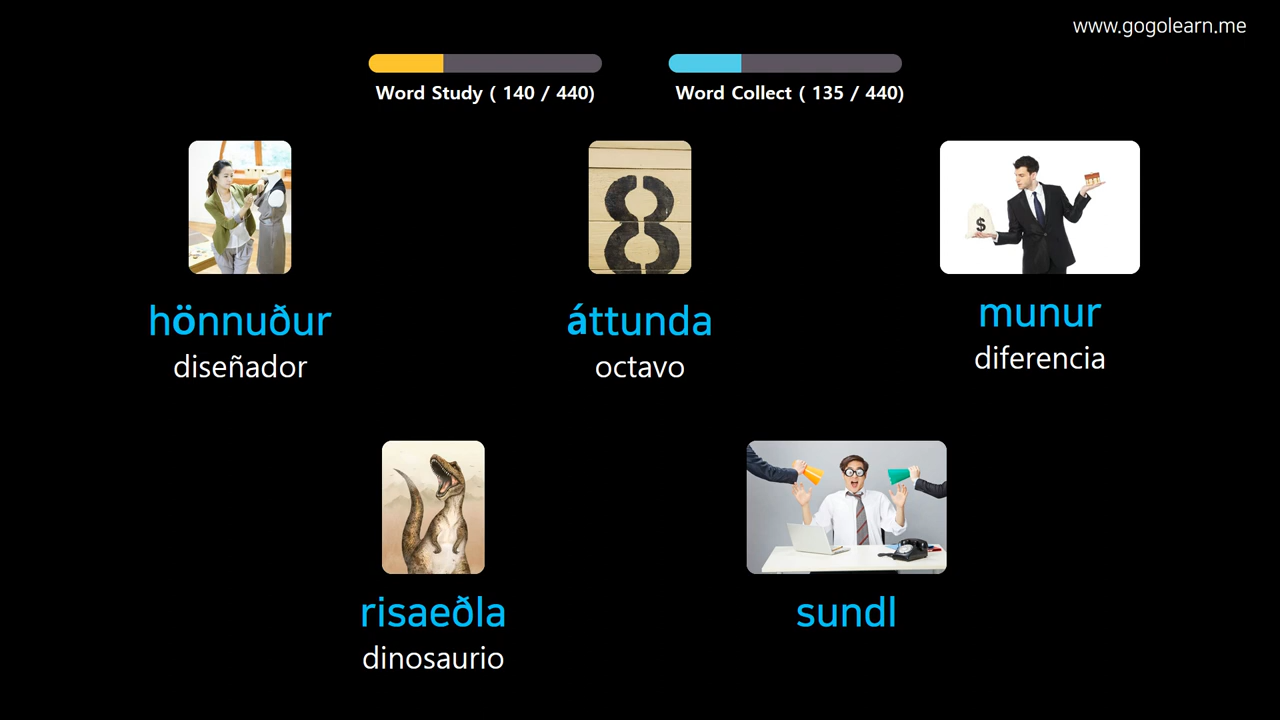 www.gogolearn.me
Word Study ( 140 / 440)
Word Collect ( 135 / 440)
hönnuður
diseñador
áttunda
octavo
munur
diferencia
risaeðla
dinosaurio
sundl